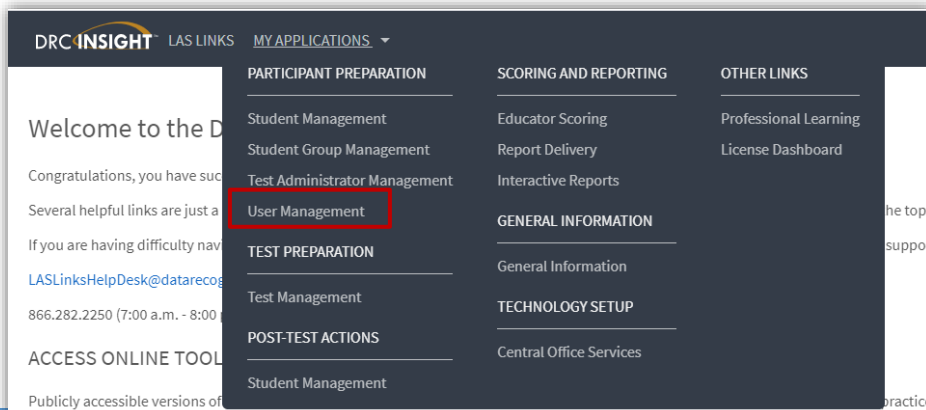 DRC INSIGHT LAS LINKS MY APPLICATIONS
PARTICIPANT PREPARATION
Student Management
Student Group Management
Test Administrator Management
User Management
TEST PREPARATION
Test Management
POST-TEST ACTIONS
Student Management
SCORING AND REPORTING
Educator Scoring
Report Delivery
Interactive Reports
GENERAL INFORMATION
General Information
TECHNOLOGY SETUP
Central Office Services
OTHER LINKS
Professional Learning
License Dashboard
Welcome to the D
Congratulations, you have suc
Several helpful links are just a
he top
If you are having difficulty navi
suppo
LASLinksHelpDesk@datarecog
866.282.2250 (7:00 a.m. - 8:00
ACCESS ONLINE TOOL
Publicly accessible versions of
practic